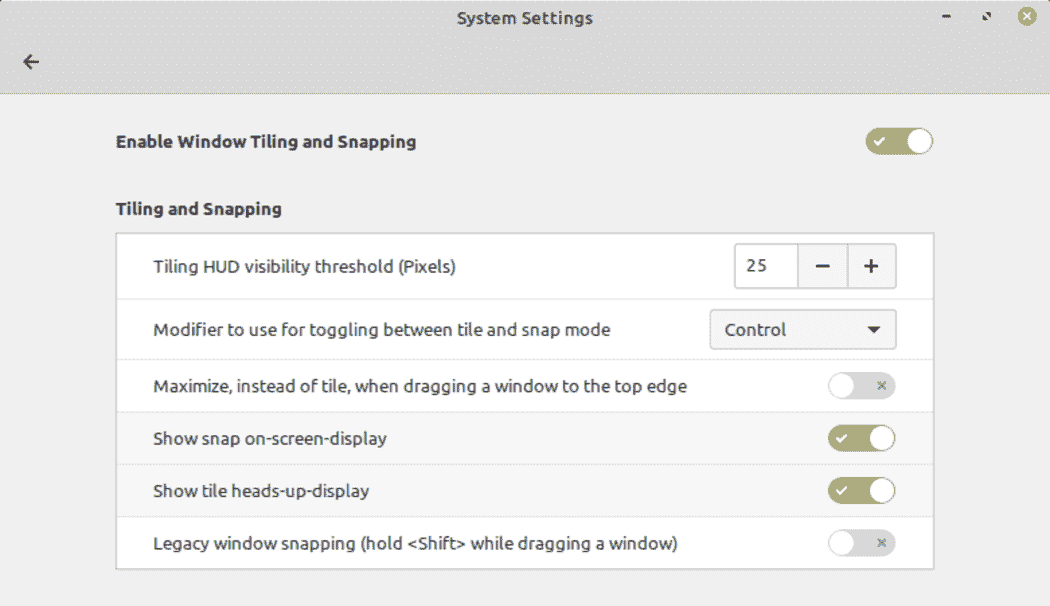 System Settings
Enable Window Tiling and Snapping
Tiling and Snapping
Tiling HUD visibility threshold (Pixels) 25
Modifier to use for toggling between tile and snap mode Control
Maximize, instead of tile, when dragging a window to the top edge
Show snap on-screen-display
Show tile heads-up-display
Legacy window snapping (hold <Shift> while dragging a window)